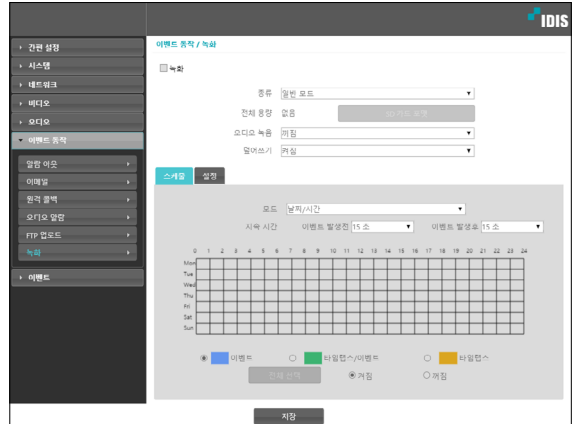 IDIS
이벤트 동작 / 녹화
간편 설정
시스템
네트워크
비디오
오디오
이벤트 동작
알람 아웃
이메일
원격 콜백
오디오 알람
FTP 업로드
녹화
이벤트
녹화
종류 일반 모드
전체 용량 없음 SD 카드 포맷
오디오 녹음 꺼짐
덮어쓰기 켜짐
스케줄 설정
모드 날짜/시간
지속 시간 이벤트 발생전 15 초 이벤트 발생후 15 초
0 1 2 3 4 5 6 7 8 9 10 11 12 13 14 15 16 17 18 19 20 21 22 23 24
Mon
Tue
Wed
Thu
Fri
Sat
Sun
이벤트 타임랩스/이벤트 타임랩스
전체 선택 켜짐 꺼짐
저장